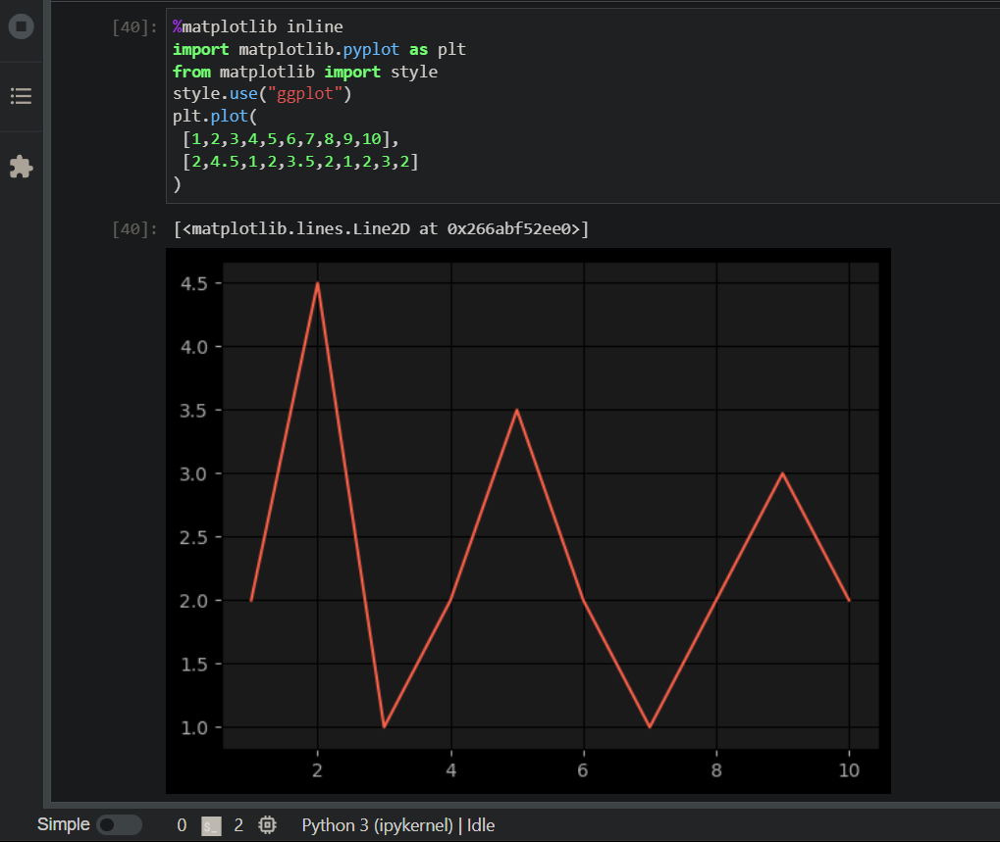 [40]: %matplotlib inline
import matplotlib.pyplot as plt
from matplotlib import style
style.use("ggplot")
plt.plot(
 [1,2,3,4,5,6,7,8,9,10],
 [2,4.5,1,2,3.5,2,1,2,3,2]
)
[40]: [<matplotlib.lines.Line2D at 0x266abf52ee0>]
4.5
4.0
3.5
3.0
2.5
2.0
1.5
1.0
2 4 6 8 10
Simple 0 $_ 2 Python 3 (ipykernel) | Idle